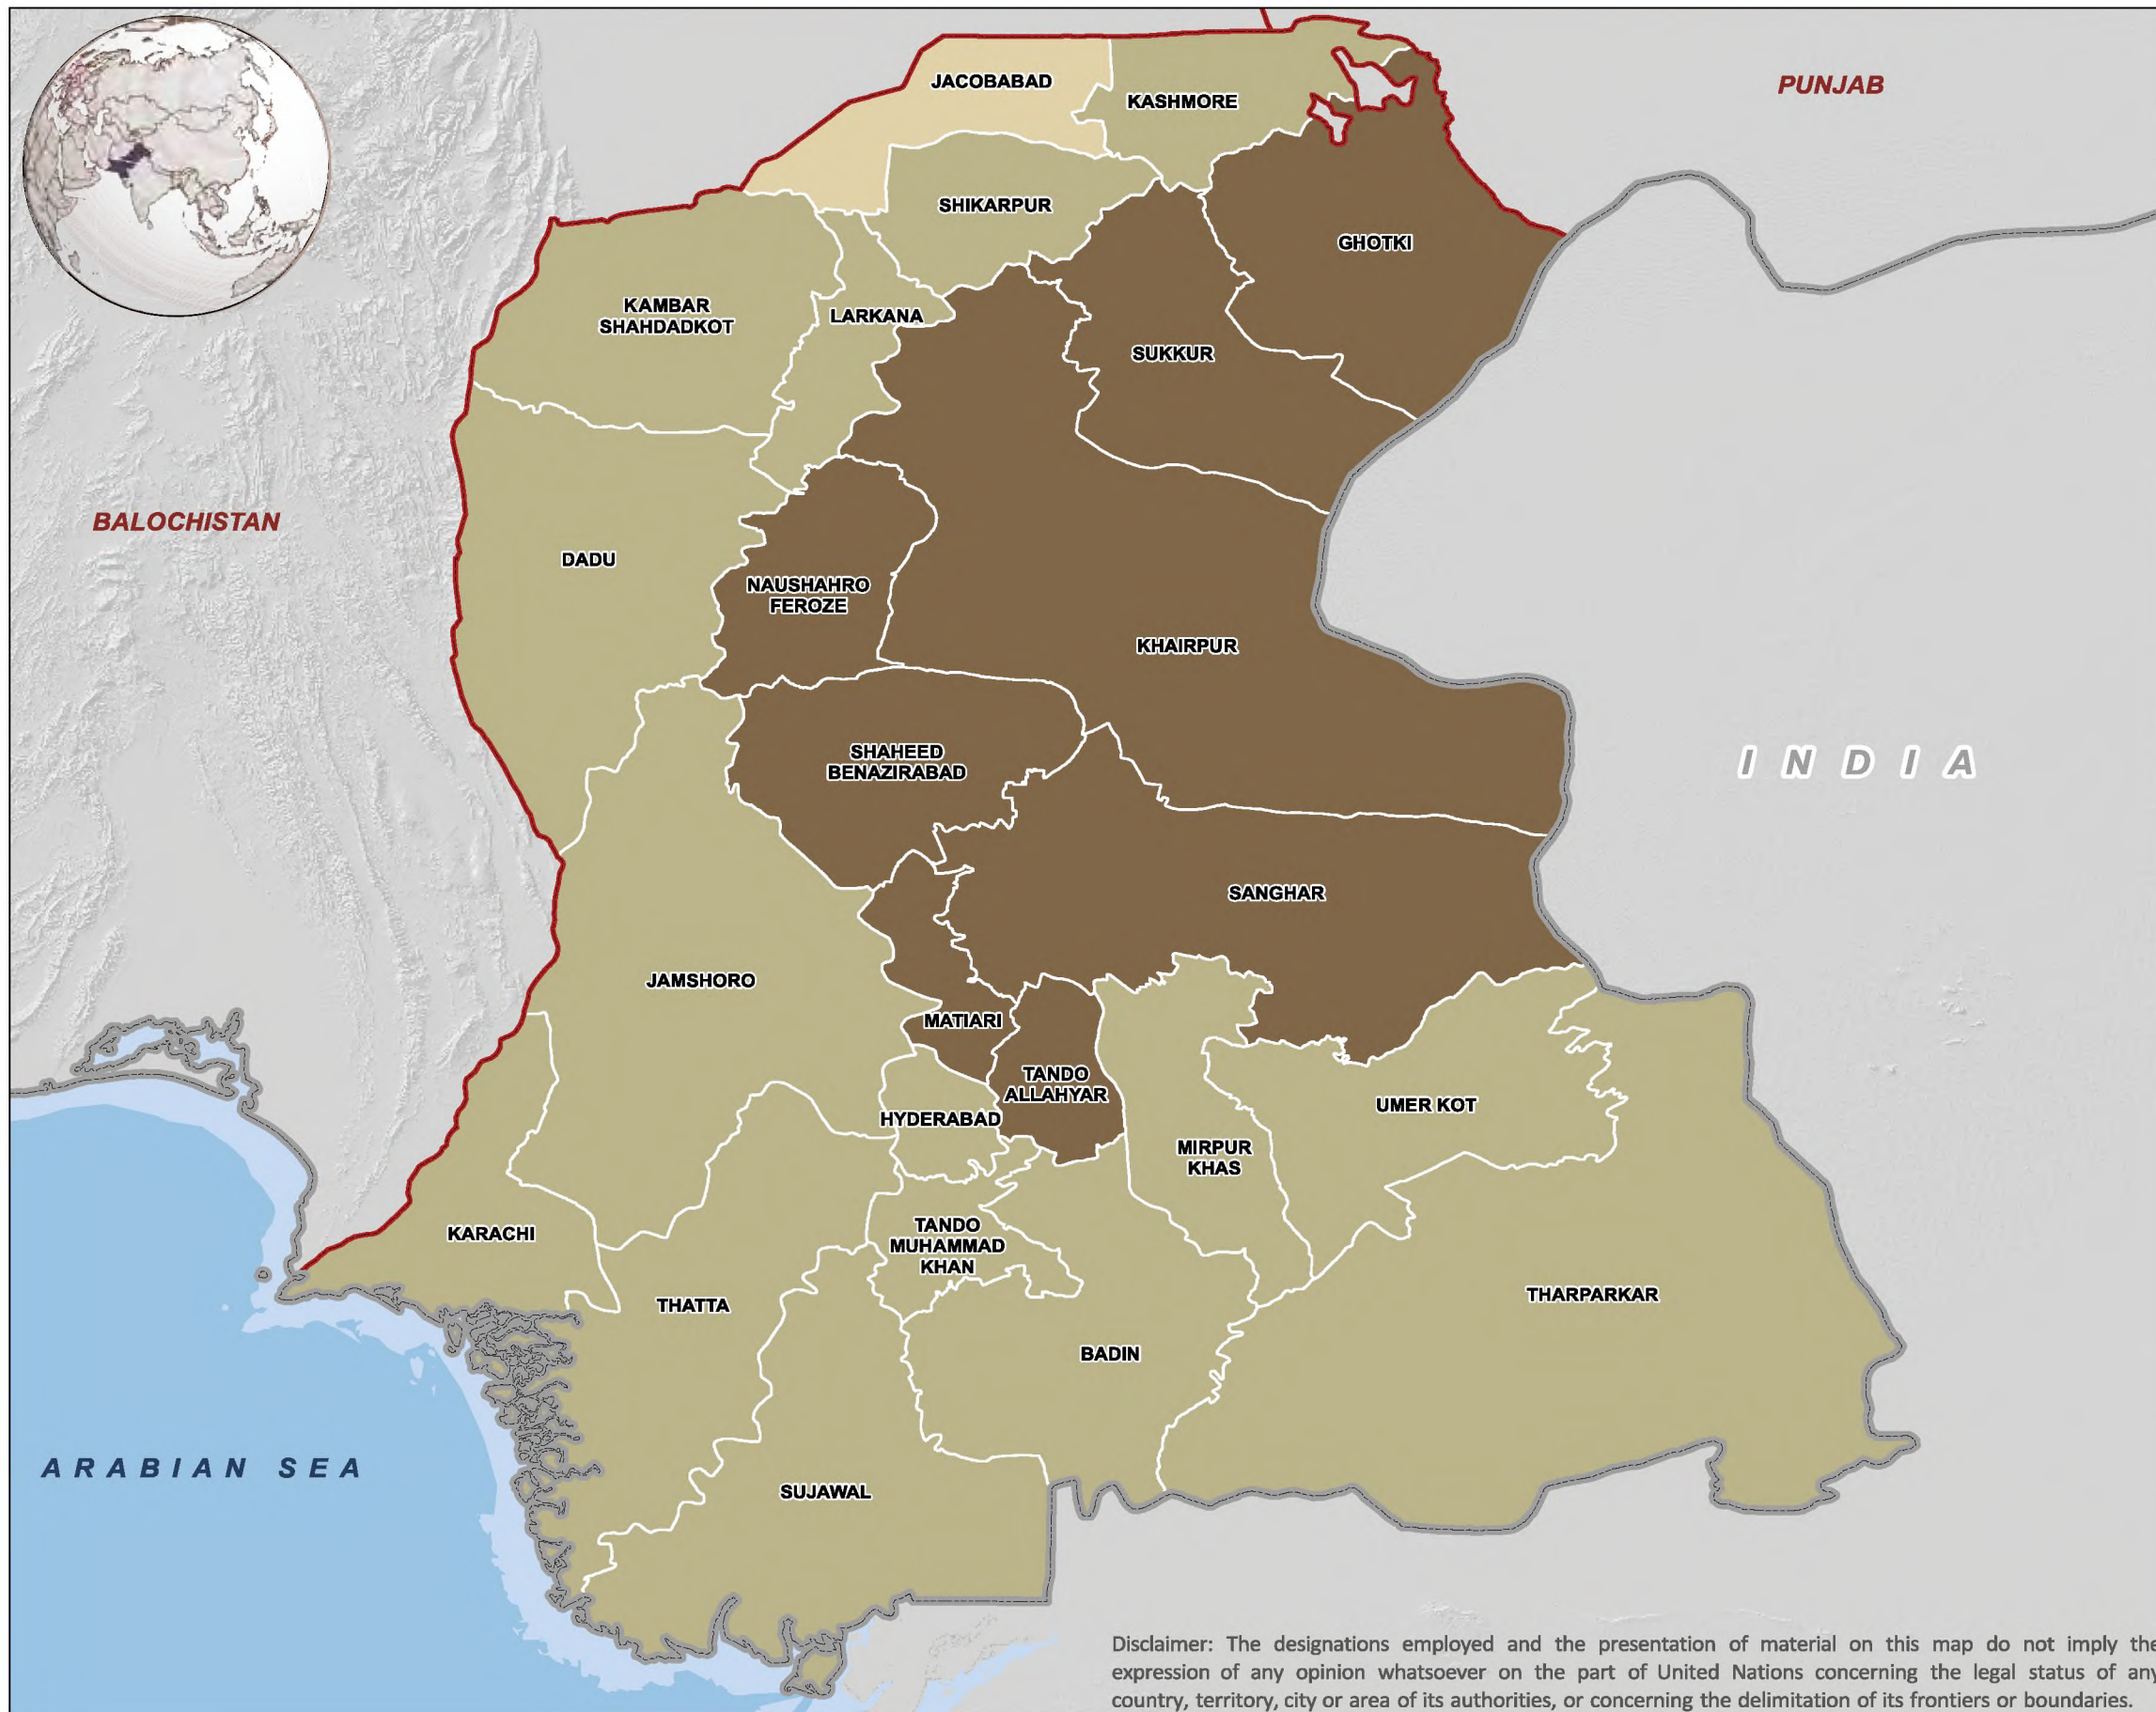 JACOBABAD
PUNJAB
KASHMORE
SHIKARPUR
GHOTKI
KAMBAR
SHAHDADKOT
LARKANA
SUKKUR
BALOCHISTAN
DADU
NAUSHAHRO
FEROZE
KHAIRPUR
SHAHEED
BENAZIRABAD
INDIA
SANGHAR
JAMSHORO
MATIARI
TANDO
ALLAHYAR
UMER KOT
HYDERABAD
MIRPUR
KHAS
KARACHI
TANDO
MUHAMMAD
KHAN
THARPARKAR
THATTA
BADIN
ARABIAN SEA
SUJAWAL
Disclaimer: The designations employed and the presentation of material on this map do not imply the
expression of any opinion whatsoever on the part of United Nations concerning the legal status of any
country, territory, city or area of its authorities, or concerning the delimitation of its frontiers or boundaries.